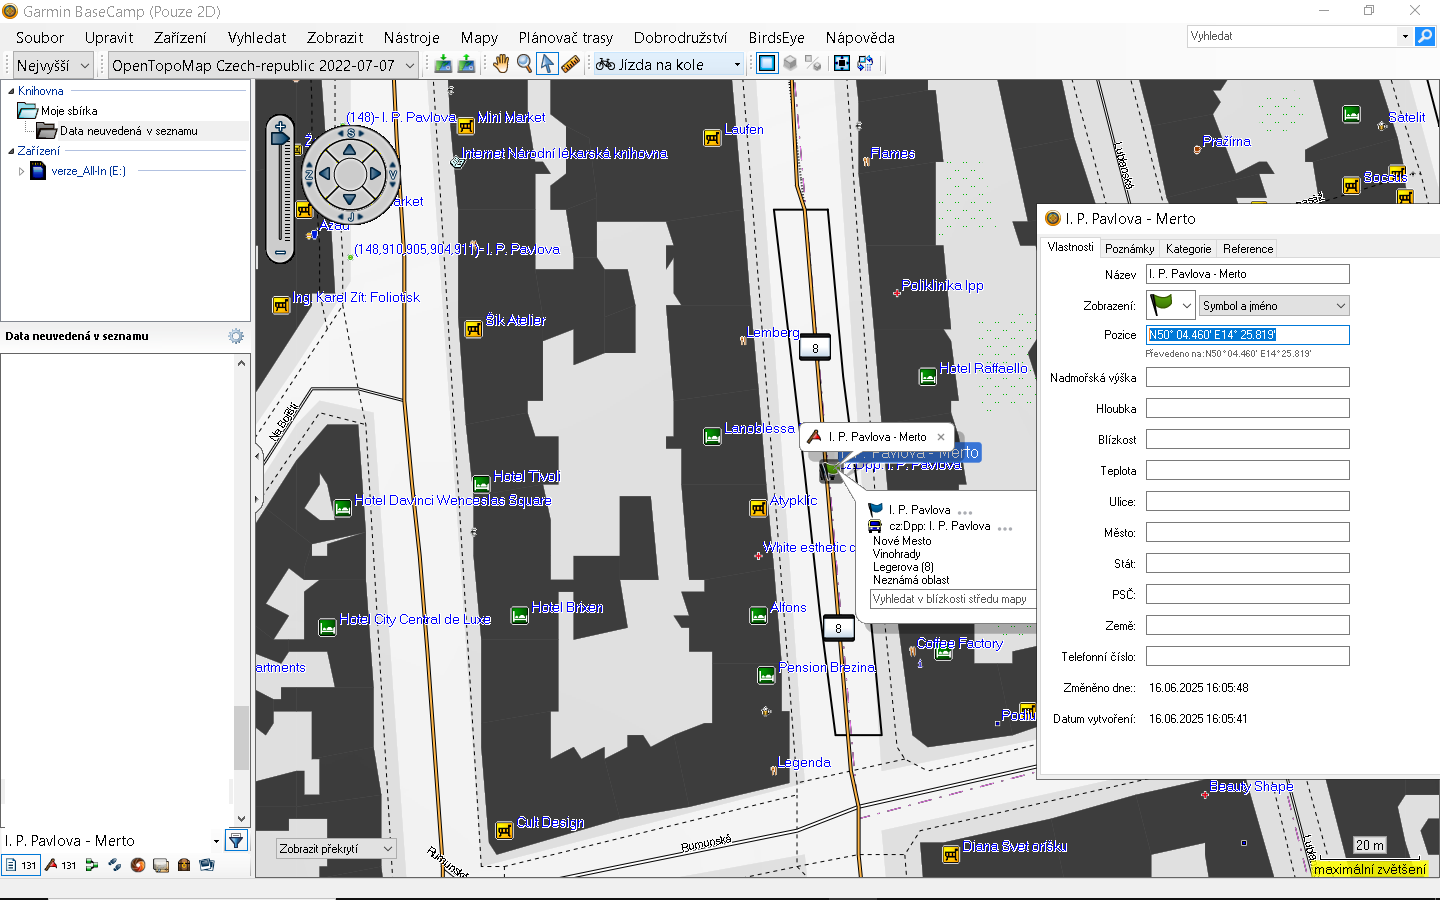 Garmin BaseCamp (Pouze 2D)
Soubor Upravit Zařízení Vyhledat Zobrazit Nástroje Mapy Plánovač trasy Dobrodružství BirdsEye Nápověda
Vyhledat
Nejvyšší
OpenTopoMap Czech-republic 2022-07-07
Jízda na kole
Knihovna
Moje sbírka
Data neuvedená v seznamu
Zařízení
verze_All-In (E:)
Data neuvedená v seznamu
I. P. Pavlova - Merto
131
131
(148)- I. P. Pavlova
Mini Market
Internet Národní lékařská knihovna
S
Z
V
J
(148,910,905,904,911)- I. P. Pavlova
Ing. Karel Zít: Foliotisk
Šik Atelier
Na Bojišti
Hotel Tivoli
Hotel Davinci Wenceslas Square
Hotel Brixen
Hotel City Central de Luxe
artments
Cult Design
Zobrazit překrytí
Rumunská
Rumunská
Laufen
Flames
Poliklinika Ipp
Lemberg
8
Hotel Raffaello
Lanoblessa
I. P. Pavlova - Merto
I. P. Pavlova - Merto
cz:Dpp: I. P. Pavlova
Atypklic
White esthetic c
I. P. Pavlova ...
cz:Dpp: I. P. Pavlova ...
Nové Mesto
Vinohrady
Legerova (8)
Neznámá oblast
Vyhledat v blízkosti středu mapy
Alfons
8
Coffee Factory
Pension Brezina
Legenda
Diana Svět oříšku
Lublaňská
Pražírna
Satelit
Beauty Shape
20 m
maximální zvětšení
I. P. Pavlova - Merto
Vlastnosti Poznámky Kategorie Reference
Název I. P. Pavlova - Merto
Zobrazení: Symbol a jméno
Pozice N50° 04.460' E14° 25.819'
Převedeno na: N50°04.460' E14°25.819'
Nadmořská výška
Hloubka
Blízkost
Teplota
Ulice:
Město:
Stát:
PSČ:
Země:
Telefonní číslo:
Změněno dne:: 16.06.2025 16:05:48
Datum vytvoření: 16.06.2025 16:05:41